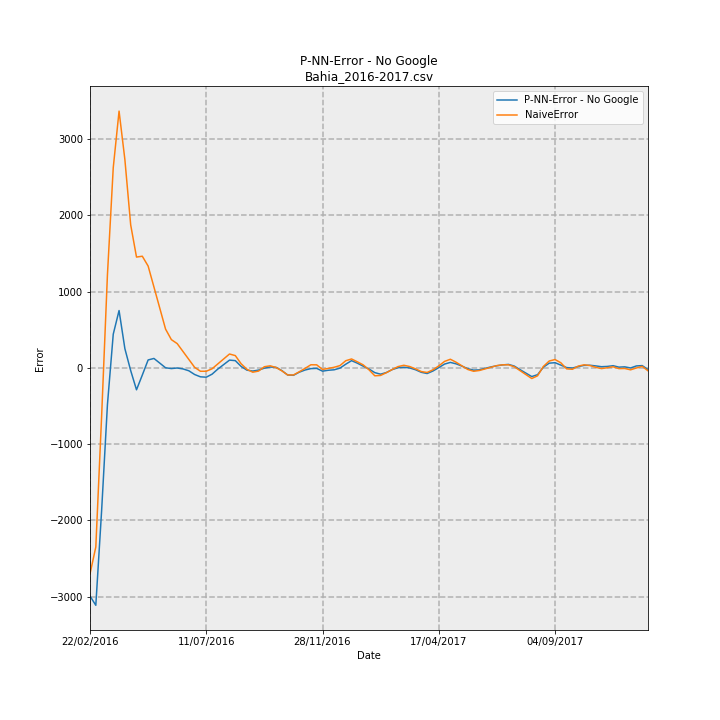 P-NN-Error - No Google
Bahia_2016-2017.csv
P-NN-Error - No Google
NaiveError
3000
2000
1000
0
−1000
−2000
−3000
Error
22/02/2016
11/07/2016
28/11/2016
17/04/2017
04/09/2017
Date